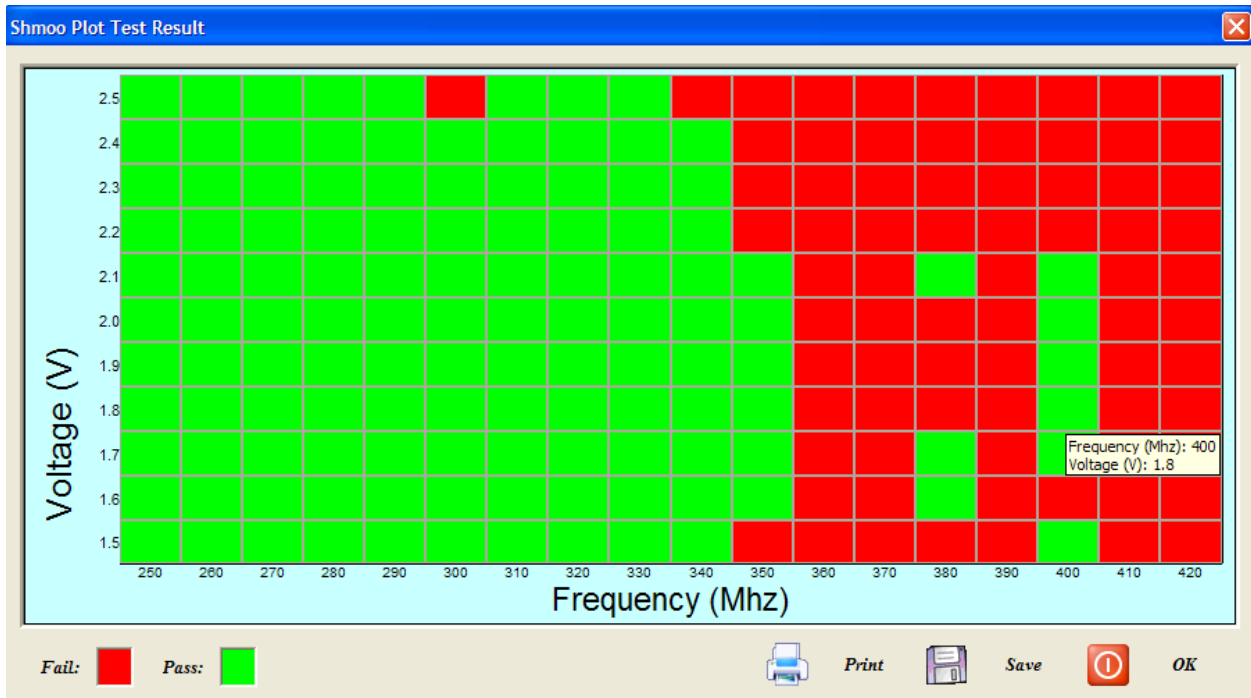 Shmoo Plot Test Result
2.5
2.4
2.3
2.2
2.1
2.0
1.9
1.8
1.7
1.6
1.5
Voltage (V)
Frequency (Mhz): 400
Voltage (V): 1.8
250 260 270 280 290 300 310 320 330 340 350 360 370 380 390 400 410 420
Frequency (Mhz)
Fail: Pass: Print Save OK